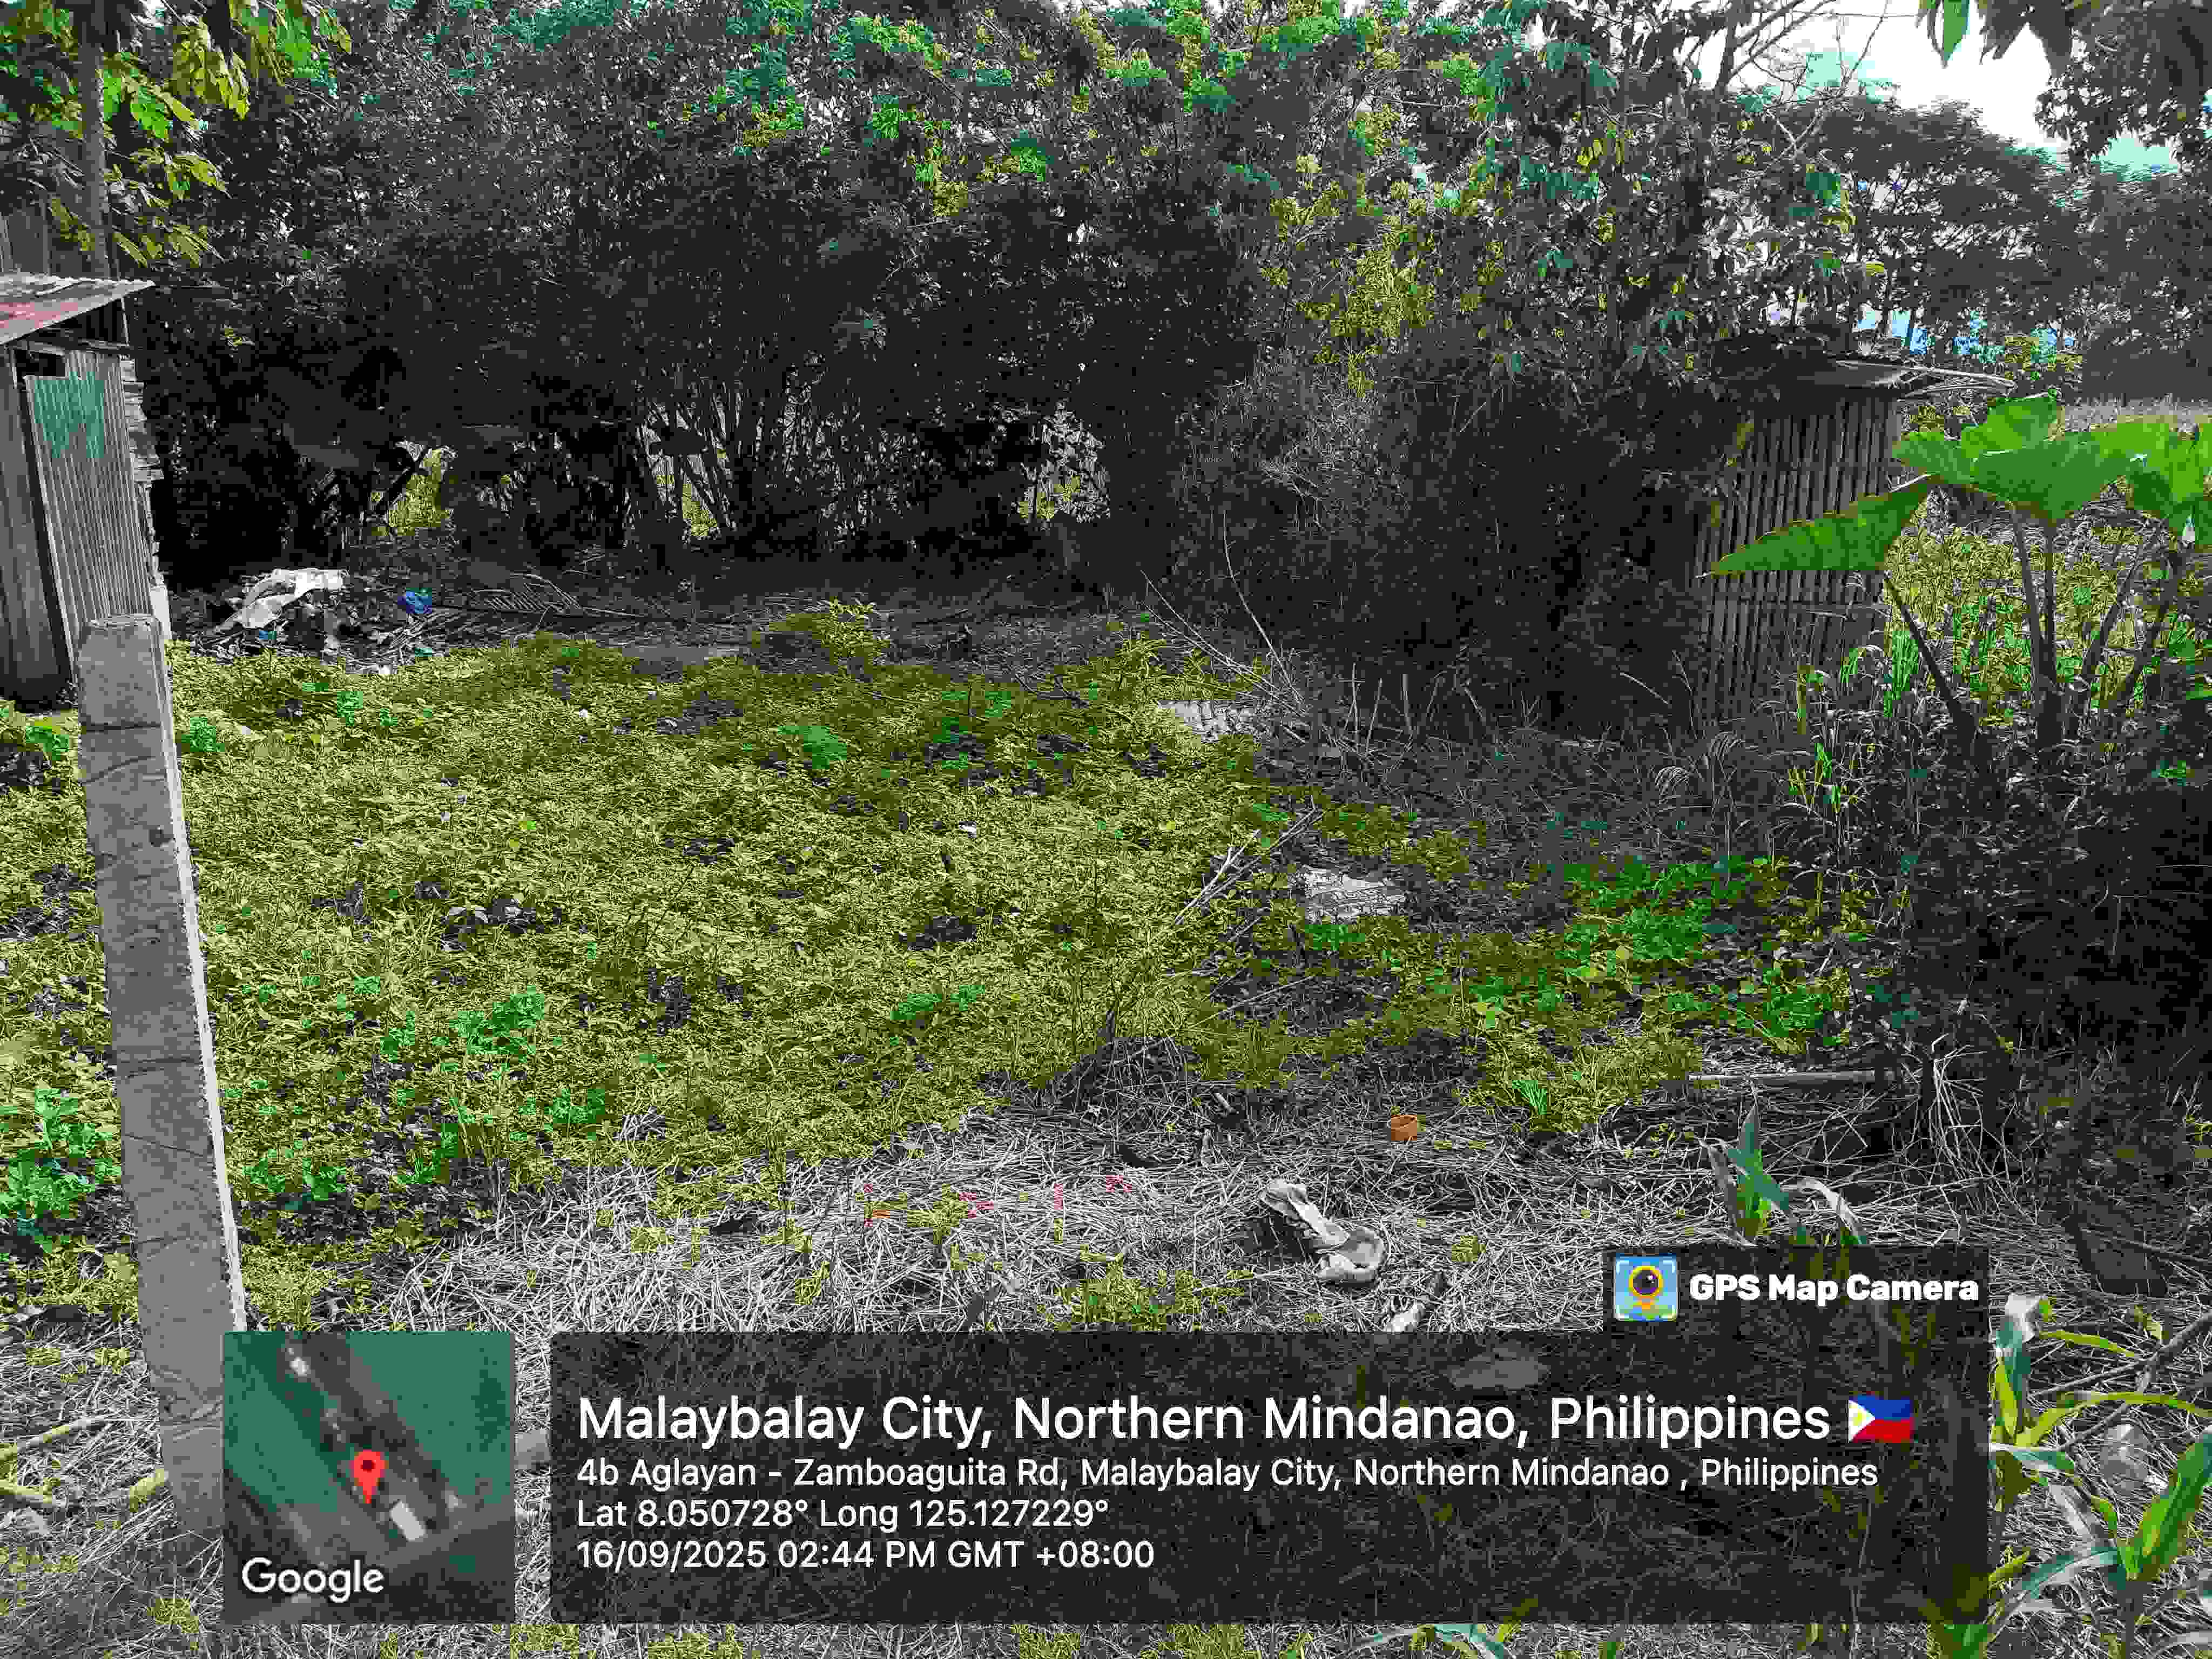 GPS Map Camera
Malaybalay City, Northern Mindanao, Philippines
4b Aglayan - Zamboaguita Rd, Malaybalay City, Northern Mindanao , Philippines
Lat 8.050728° Long 125.127229°
16/09/2025 02:44 PM GMT +08:00
Google